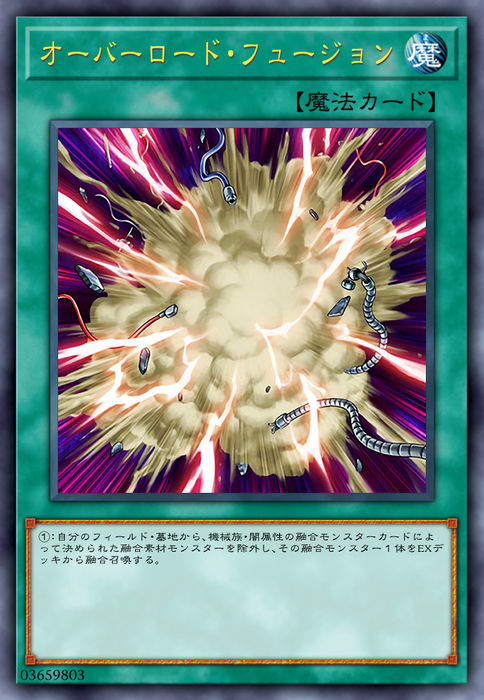 オーバーロード・フュージョン 魔
【魔法カード】
①：自分のフィールド・墓地から、機械族・闇属性の融合モンスターカードによ
って決められた融合素材モンスターを除外し、その融合モンスター１体をEXデ
ッキから融合召喚する。
03659803